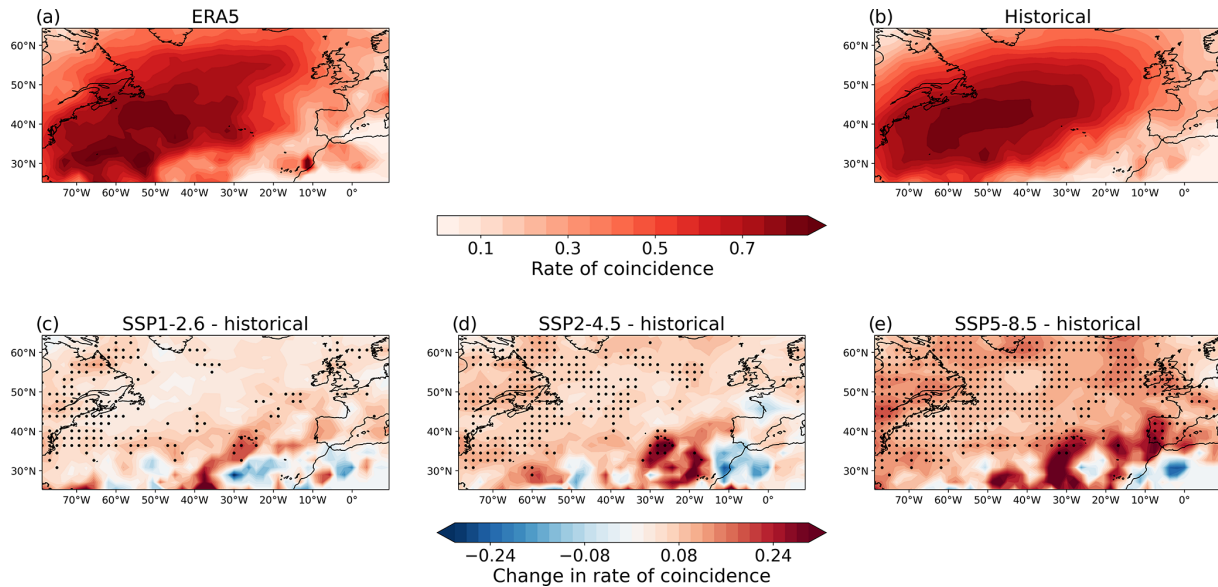 (a) ERA5
60°N
50°N
40°N
30°N
70°W 60°W 50°W 40°W 30°W 20°W 10°W 0°
(b) Historical
60°N
50°N
40°N
30°N
70°W 60°W 50°W 40°W 30°W 20°W 10°W 0°
0.1 0.3 0.5 0.7
Rate of coincidence
(c) SSP1-2.6 - historical
60°N
50°N
40°N
30°N
70°W 60°W 50°W 40°W 30°W 20°W 10°W 0°
(d) SSP2-4.5 - historical
60°N
50°N
40°N
30°N
70°W 60°W 50°W 40°W 30°W 20°W 10°W 0°
(e) SSP5-8.5 - historical
60°N
50°N
40°N
30°N
70°W 60°W 50°W 40°W 30°W 20°W 10°W 0°
−0.24 −0.08 0.08 0.24
Change in rate of coincidence